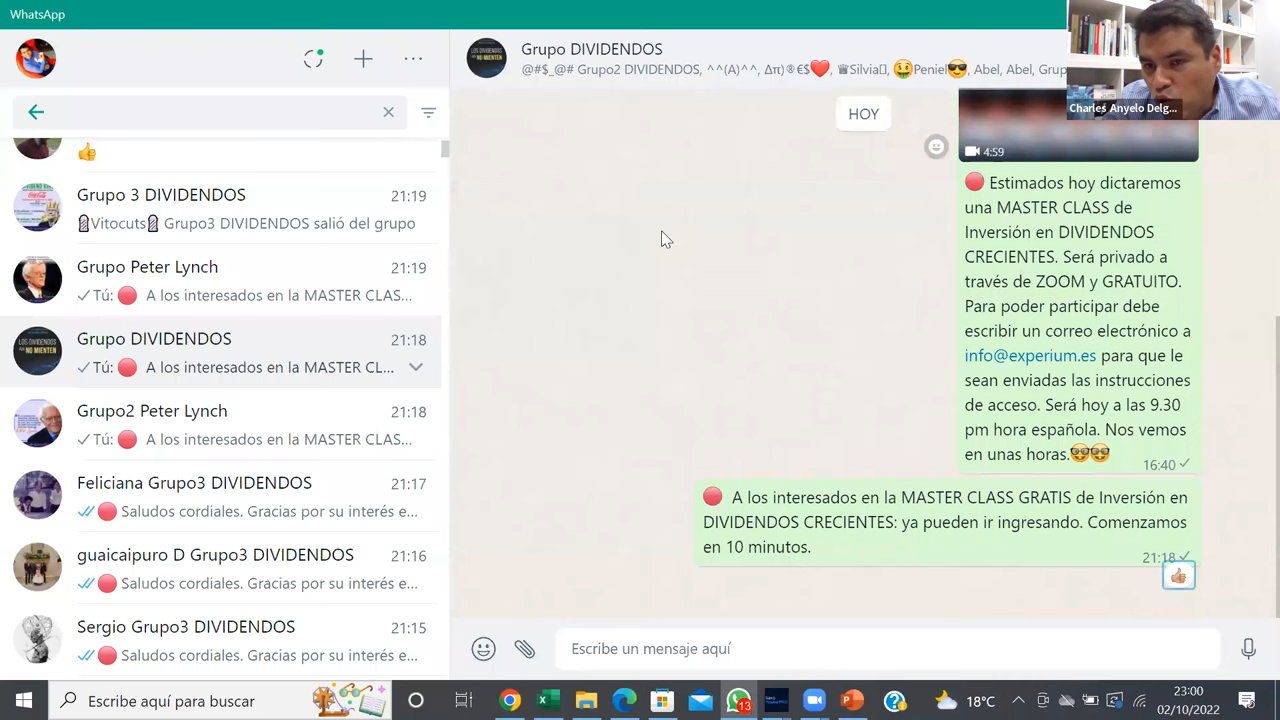 WhatsApp
Grupo DIVIDENDOS
@#$_@# Grupo2 DIVIDENDOS, ^^(A)^^, Δπ)®€$❤️, ♕Silvia▯, 🤑Peniel😎, Abel, Abel, Grup
Charles Anyelo Delg...
HOY
4:59
👍
Grupo 3 DIVIDENDOS 21:19
💈Vitocuts💈 Grupo3 DIVIDENDOS salió del grupo
Grupo Peter Lynch 21:19
✓ Tú: 🔴 A los interesados en la MASTER CLAS...
Grupo DIVIDENDOS 21:18
✓ Tú: 🔴 A los interesados en la MASTER CL...
Grupo2 Peter Lynch 21:18
✓ Tú: 🔴 A los interesados en la MASTER CLAS...
Feliciana Grupo3 DIVIDENDOS 21:17
🔴 Saludos cordiales. Gracias por su interés e...
guaicaipuro D Grupo3 DIVIDENDOS 21:16
🔴 Saludos cordiales. Gracias por su interés e...
Sergio Grupo3 DIVIDENDOS 21:15
🔴 Saludos cordiales. Gracias por su interés e...
🔴 Estimados hoy dictaremos
una MASTER CLASS de
Inversión en DIVIDENDOS
CRECIENTES. Será privado a
través de ZOOM y GRATUITO.
Para poder participar debe
escribir un correo electrónico a
info@experium.es para que le
sean enviadas las instrucciones
de acceso. Será hoy a las 9.30
pm hora española. Nos vemos
en unas horas.🤓🤓
16:40 ✓
🔴 A los interesados en la MASTER CLASS GRATIS de Inversión en
DIVIDENDOS CRECIENTES: ya pueden ir ingresando. Comenzamos
en 10 minutos.
21:18 ✓
👍🏽
Escribe un mensaje aquí
Escribe aquí para buscar
13
18°C
23:00
02/10/2022